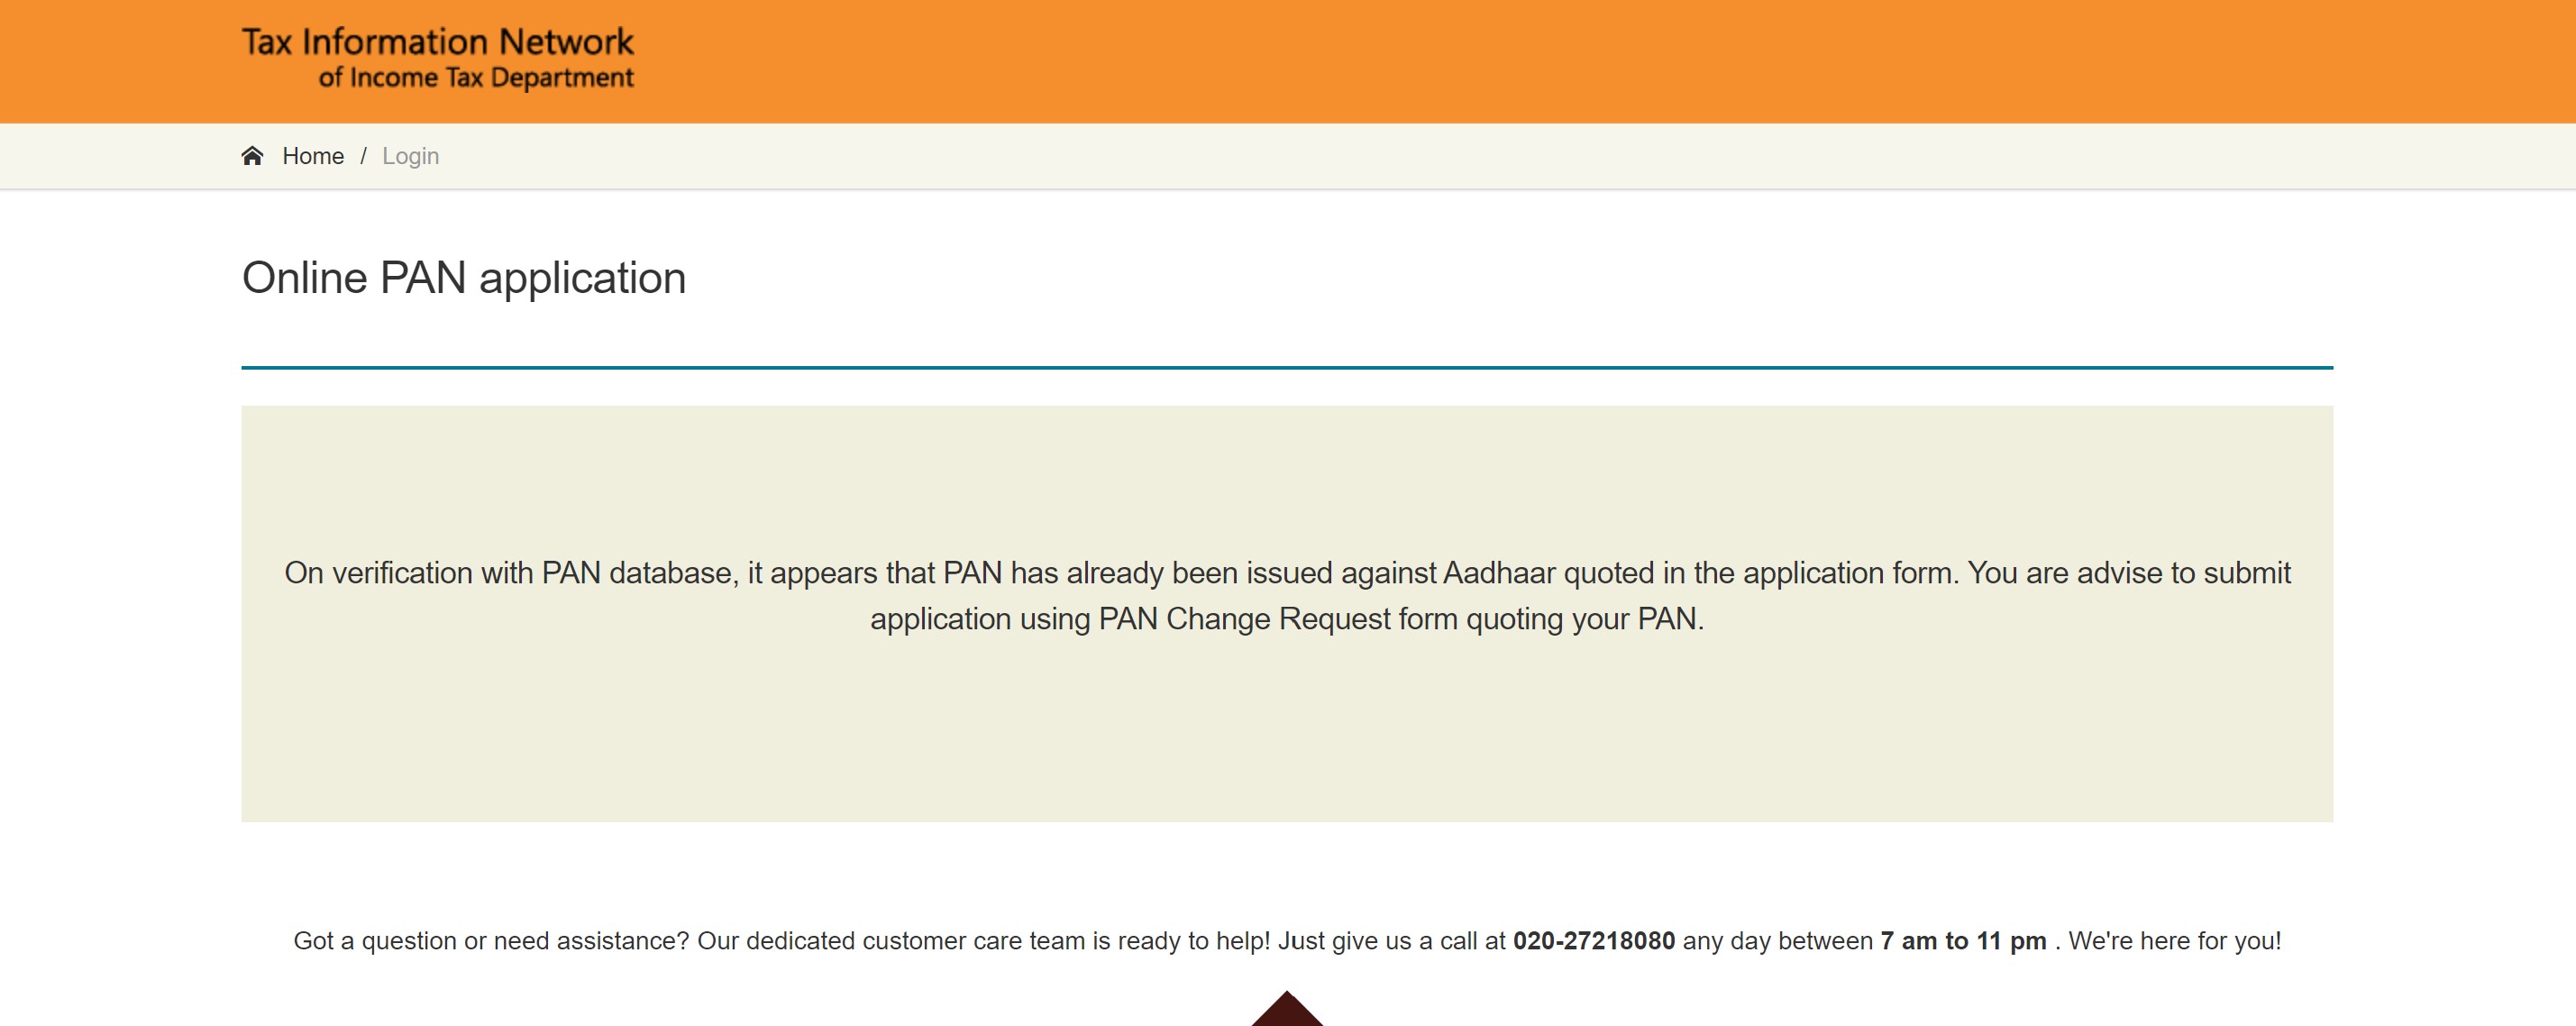 Tax Information Network
of Income Tax Department
Home / Login
Online PAN application
On verification with PAN database, it appears that PAN has already been issued against Aadhaar quoted in the application form. You are advise to submit
application using PAN Change Request form quoting your PAN.
Got a question or need assistance? Our dedicated customer care team is ready to help! Just give us a call at 020-27218080 any day between 7 am to 11 pm . We're here for you!